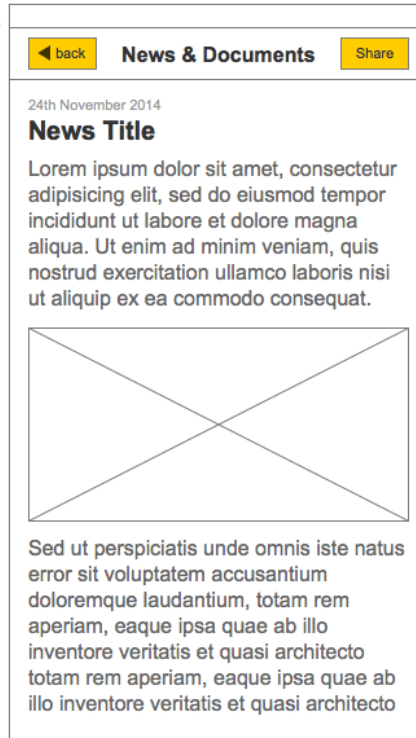 back News & Documents Share
24th November 2014
News Title
Lorem ipsum dolor sit amet, consectetur
adipisicing elit, sed do eiusmod tempor
incididunt ut labore et dolore magna
aliqua. Ut enim ad minim veniam, quis
nostrud exercitation ullamco laboris nisi
ut aliquip ex ea commodo consequat.
Sed ut perspiciatis unde omnis iste natus
error sit voluptatem accusantium
doloremque laudantium, totam rem
aperiam, eaque ipsa quae ab illo
inventore veritatis et quasi architecto
totam rem aperiam, eaque ipsa quae ab
illo inventore veritatis et quasi architecto